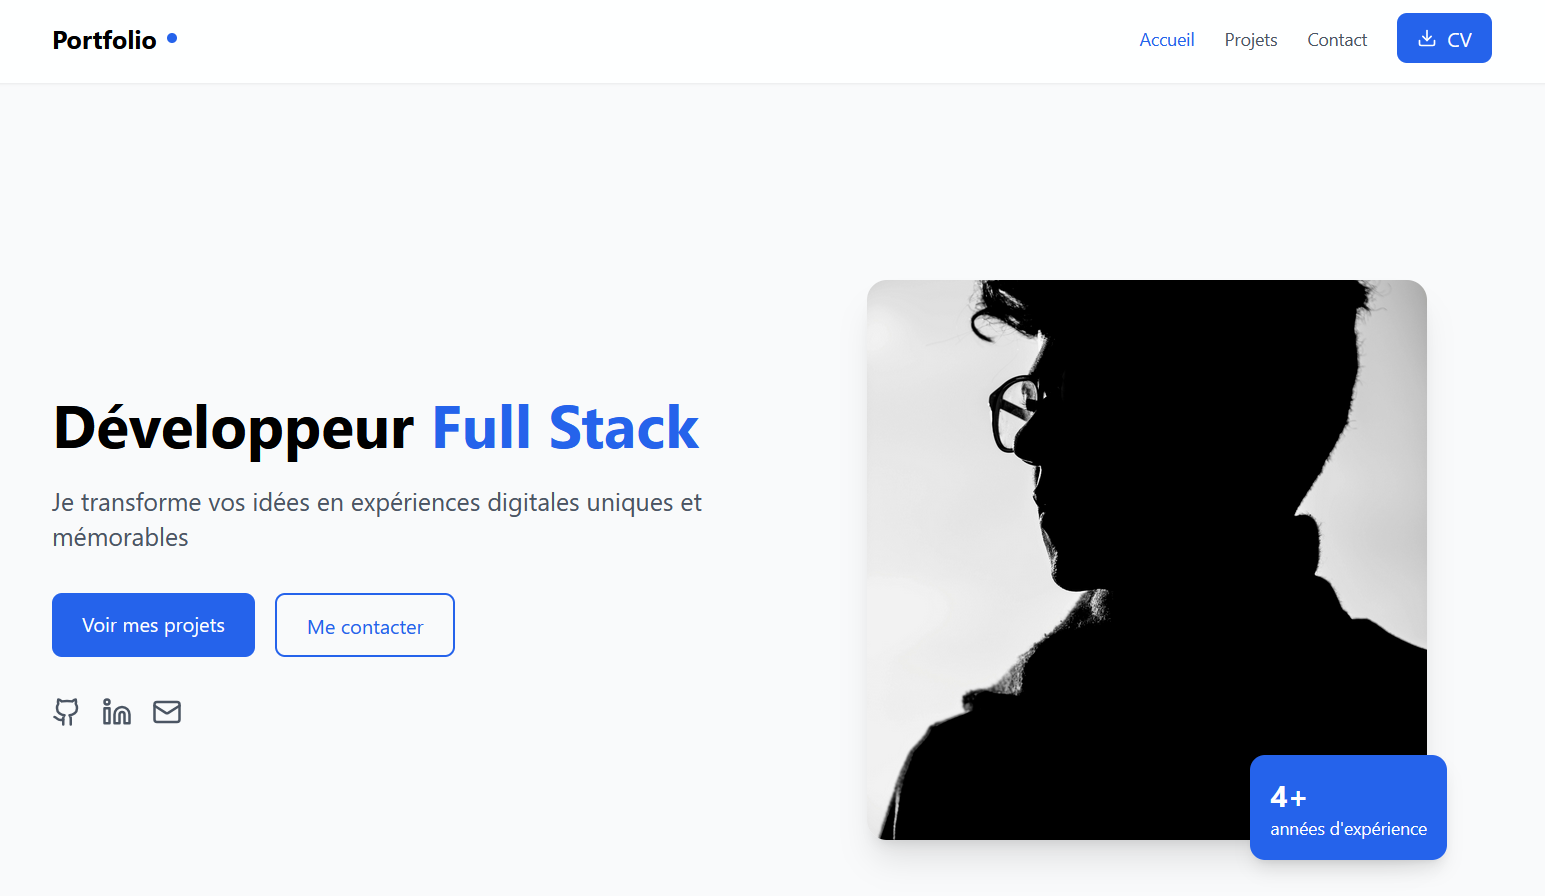 Portfolio
Accueil
Projets
Contact
CV
Développeur Full Stack
Je transforme vos idées en expériences digitales uniques et
mémorables
Voir mes projets
Me contacter
4+
années d'expérience